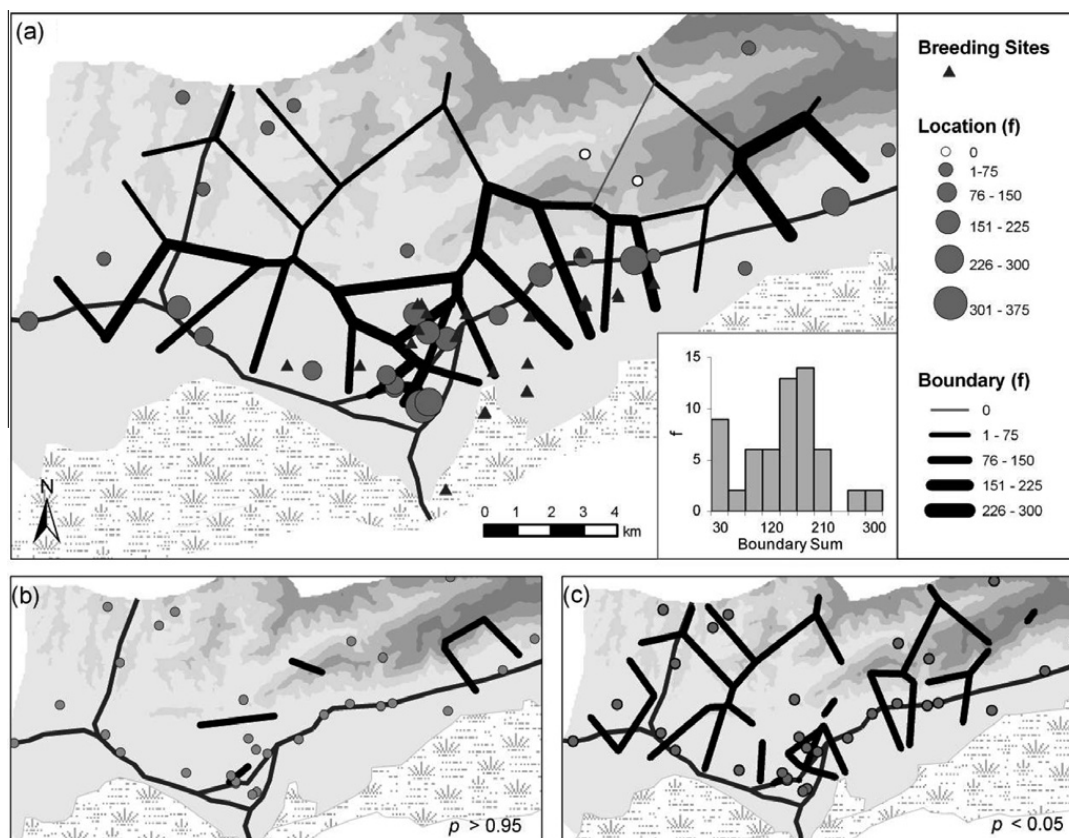 (a)
N
0 1 2 3 4
km
15
10
5
0
f
30 120 210 300
Boundary Sum
Breeding Sites
Location (f)
0
1-75
76 - 150
151 - 225
226 - 300
301 - 375
Boundary (f)
0
1 - 75
76 - 150
151 - 225
226 - 300
(b)
p > 0.95
(c)
p < 0.05